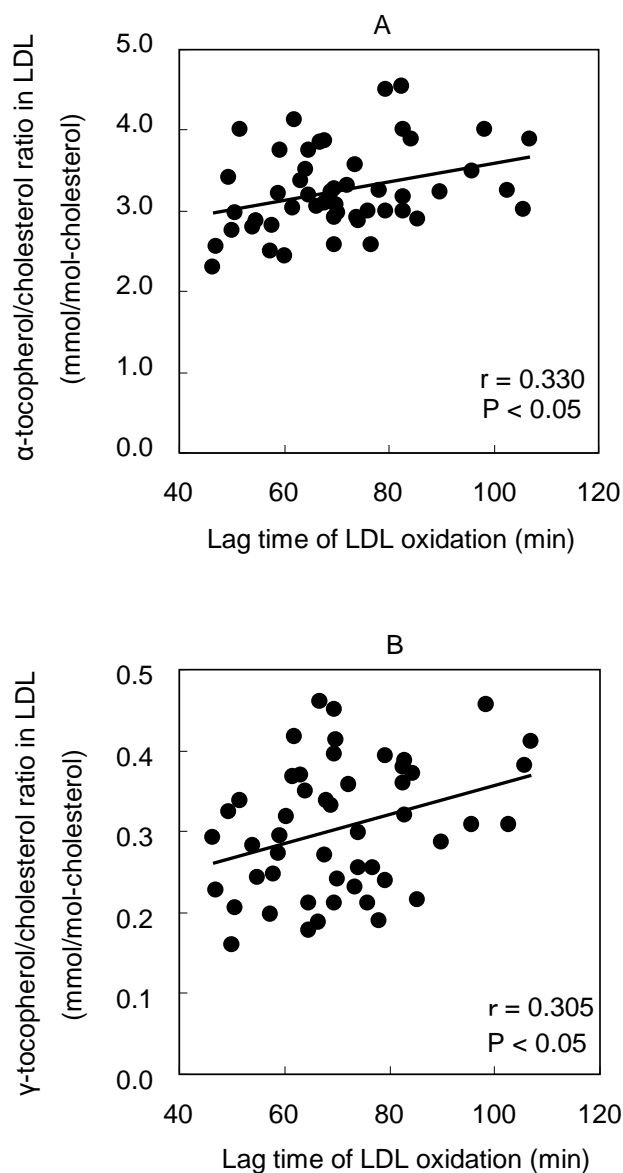 A
α-tocopherol/cholesterol ratio in LDL
(mmol/mol-cholesterol)
5.0
4.0
3.0
2.0
1.0
0.0
r = 0.330
P < 0.05
40 60 80 100 120
Lag time of LDL oxidation (min)
B
γ-tocopherol/cholesterol ratio in LDL
(mmol/mol-cholesterol)
0.5
0.4
0.3
0.2
0.1
0.0
r = 0.305
P < 0.05
40 60 80 100 120
Lag time of LDL oxidation (min)